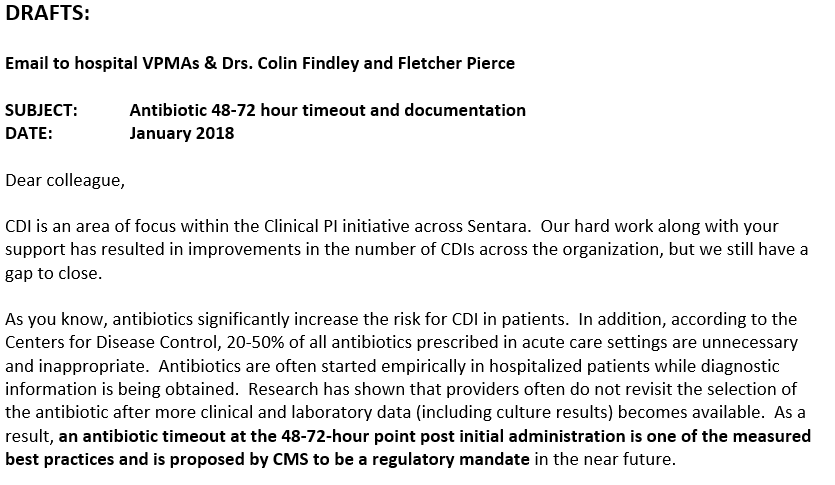 DRAFTS:
Email to hospital VPMAs & Drs. Colin Findley and Fletcher Pierce
SUBJECT: Antibiotic 48-72 hour timeout and documentation
DATE: January 2018
Dear colleague,
CDI is an area of focus within the Clinical PI initiative across Sentara. Our hard work along with your
support has resulted in improvements in the number of CDIs across the organization, but we still have a
gap to close.
As you know, antibiotics significantly increase the risk for CDI in patients. In addition, according to the
Centers for Disease Control, 20-50% of all antibiotics prescribed in acute care settings are unnecessary
and inappropriate. Antibiotics are often started empirically in hospitalized patients while diagnostic
information is being obtained. Research has shown that providers often do not revisit the selection of
the antibiotic after more clinical and laboratory data (including culture results) becomes available. As a
result, an antibiotic timeout at the 48-72-hour point post initial administration is one of the measured
best practices and is proposed by CMS to be a regulatory mandate in the near future.